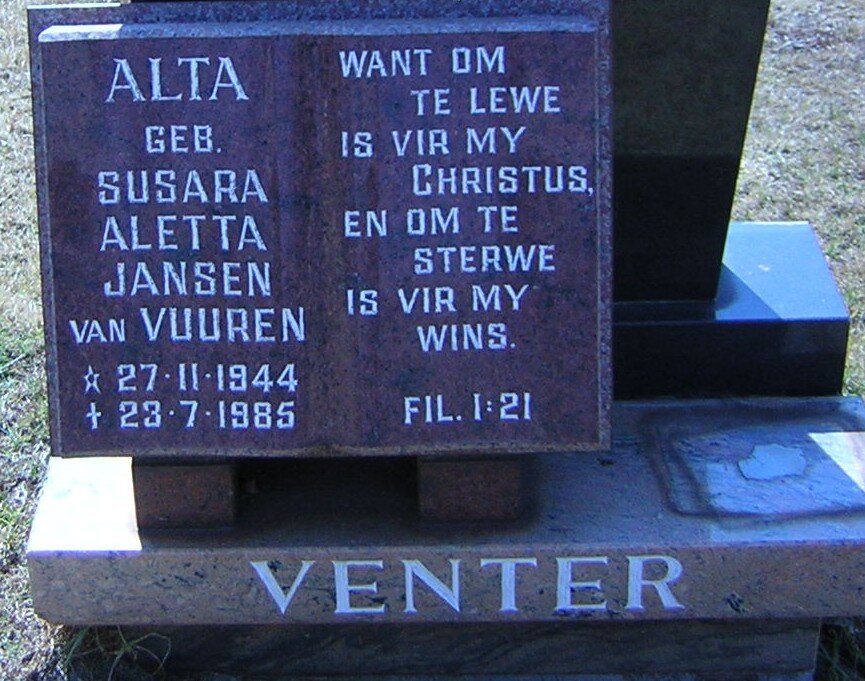 ALTA
GEB.
SUSARA
ALETTA
JANSEN
VAN VUUREN
☆ 27·11·1944
✝ 23·7·1985
WANT OM
TE LEWE
IS VIR MY
CHRISTUS,
EN OM TE
STERWE
IS VIR MY
WINS.
FIL. 1:21
VENTER